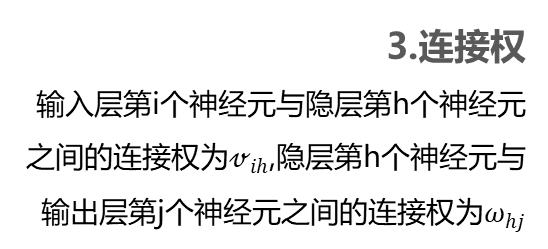 3.连接权
输入层第i个神经元与隐层第h个神经元
之间的连接权为𝑣ih,隐层第h个神经元与
输出层第j个神经元之间的连接权为ωhj